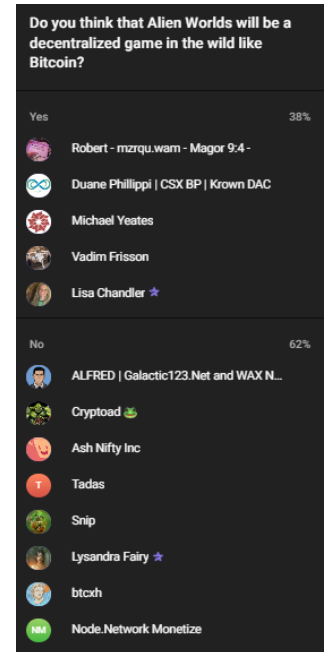 Do you think that Alien Worlds will be a
decentralized game in the wild like
Bitcoin?
Yes 38%
Robert - mzrqu.wam - Magor 9:4 -
Duane Phillippi | CSX BP | Krown DAC
Michael Yeates
Vadim Frisson
Lisa Chandler
No 62%
ALFRED | Galactic123.Net and WAX N...
Cryptoad
Ash Nifty Inc
T Tadas
Snip
Lysandra Fairy
btcxh
NM Node.Network Monetize